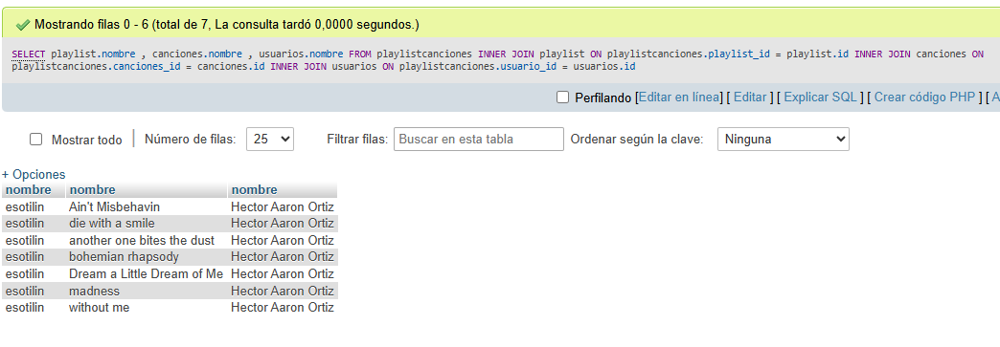 Mostrando filas 0 - 6 (total de 7, La consulta tardó 0,0000 segundos.)
SELECT playlist.nombre , canciones.nombre , usuarios.nombre FROM playlistcanciones INNER JOIN playlist ON playlistcanciones.playlist_id = playlist.id INNER JOIN canciones ON
playlistcanciones.canciones_id = canciones.id INNER JOIN usuarios ON playlistcanciones.usuario_id = usuarios.id
Perfilando [Editar en línea] [ Editar ] [ Explicar SQL ] [ Crear código PHP ] [ A
Mostrar todo | Número de filas: 25 Filtrar filas: Buscar en esta tabla Ordenar según la clave: Ninguna
+ Opciones
nombre nombre nombre
esotilin Ain't Misbehavin Hector Aaron Ortiz
esotilin die with a smile Hector Aaron Ortiz
esotilin another one bites the dust Hector Aaron Ortiz
esotilin bohemian rhapsody Hector Aaron Ortiz
esotilin Dream a Little Dream of Me Hector Aaron Ortiz
esotilin madness Hector Aaron Ortiz
esotilin without me Hector Aaron Ortiz